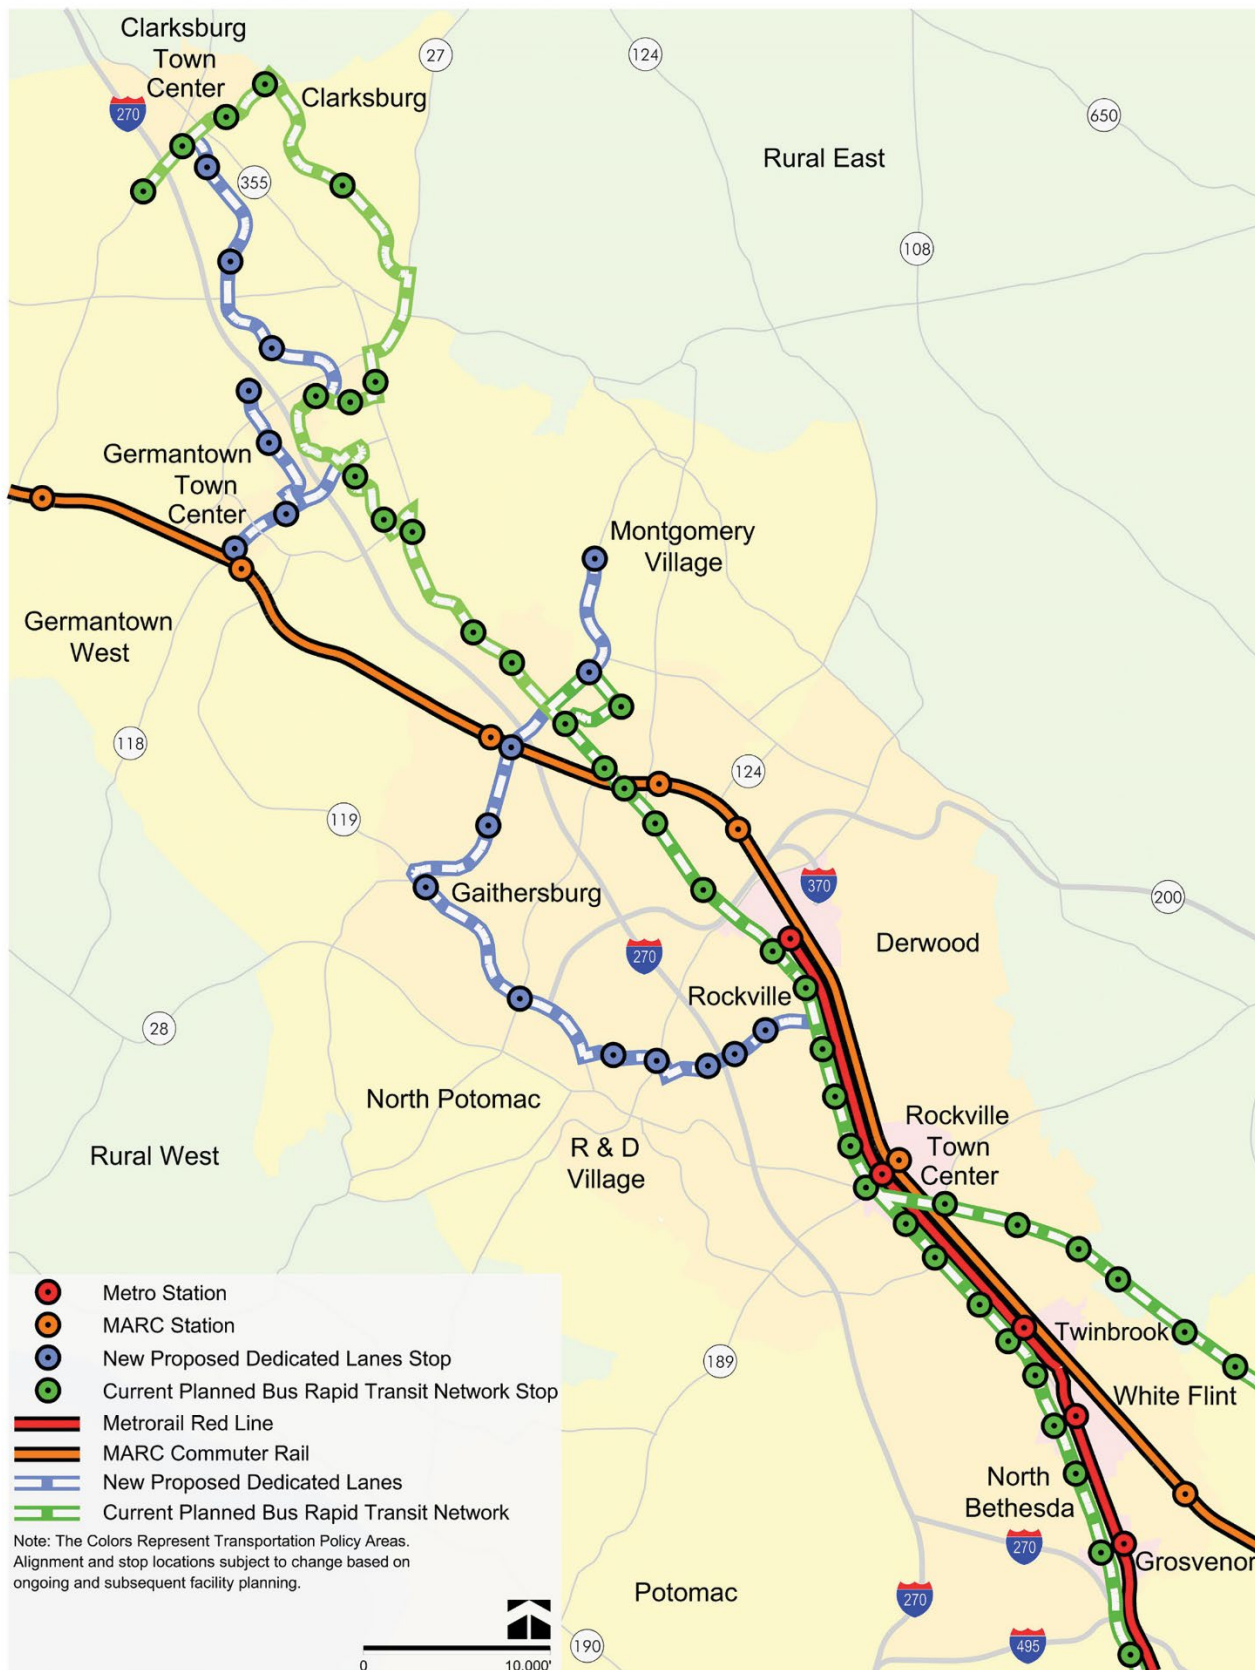 Clarksburg
Town
Center
Clarksburg
27
124
270
650
Rural East
355
108
Germantown
Town
Center
Montgomery
Village
Germantown
West
118
124
119
370
200
Gaithersburg
Derwood
270
Rockville
28
North Potomac
Rockville
Town
Center
R & D
Village
Rural West
Twinbrook
189
White Flint
North
Bethesda
270
Grosvenor
Potomac
270
495
190
Metro Station
MARC Station
New Proposed Dedicated Lanes Stop
Current Planned Bus Rapid Transit Network Stop
Metrorail Red Line
MARC Commuter Rail
New Proposed Dedicated Lanes
Current Planned Bus Rapid Transit Network
Note: The Colors Represent Transportation Policy Areas.
Alignment and stop locations subject to change based on
ongoing and subsequent facility planning.
0 10,000'